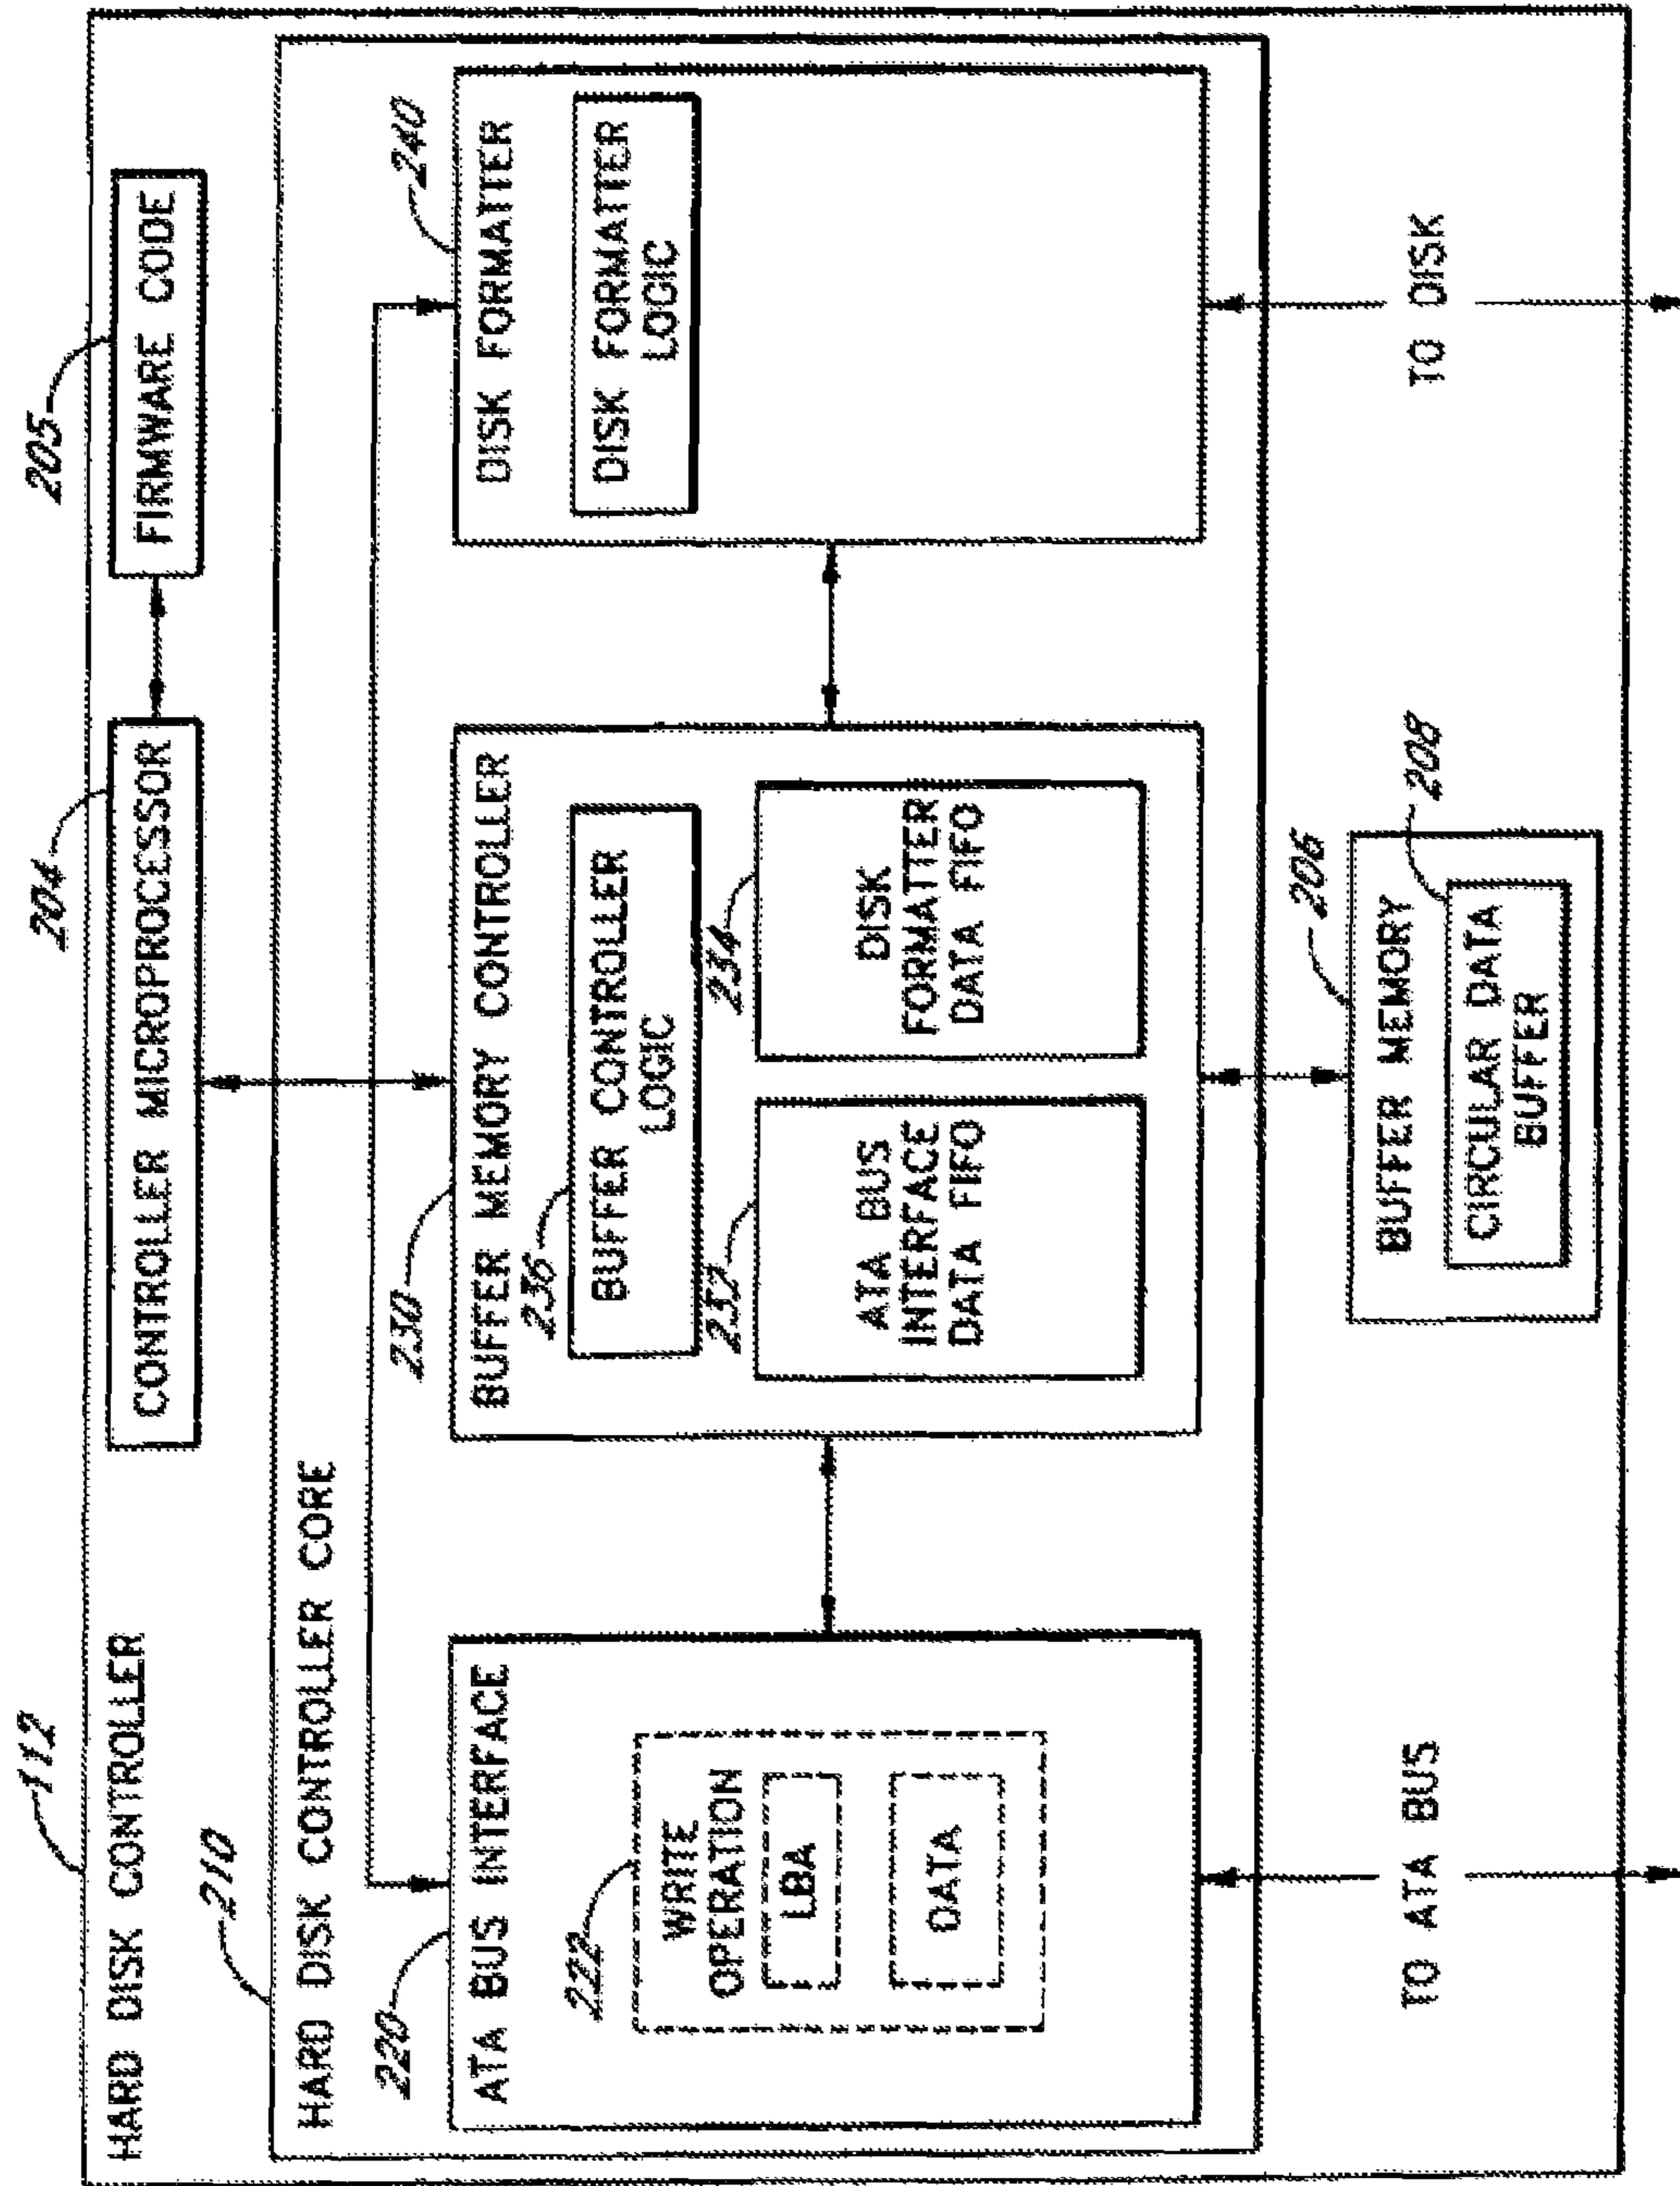 112
HARD DISK CONTROLLER
204
CONTROLLER MICROPROCESSOR
205
FIRMWARE CODE
210
HARD DISK CONTROLLER CORE
220
ATA BUS INTERFACE
222
WRITE
OPERATION
LBA
DATA
230
BUFFER MEMORY CONTROLLER
236
BUFFER CONTROLLER
LOGIC
232
ATA BUS
INTERFACE
DATA FIFO
234
DISK
FORMATTER
DATA FIFO
240
DISK FORMATTER
DISK FORMATTER
LOGIC
206
BUFFER MEMORY
208
CIRCULAR DATA
BUFFER
TO ATA BUS
TO DISK